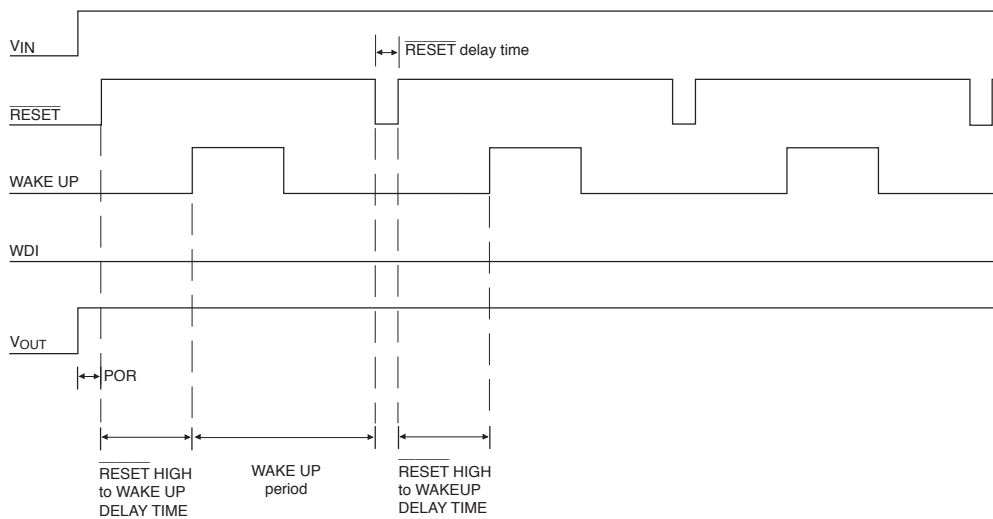 VIN
RESET delay time
RESET
WAKE UP
WDI
VOUT
POR
RESET HIGH
to WAKE UP
DELAY TIME
WAKE UP
period
RESET HIGH
to WAKEUP
DELAY TIME